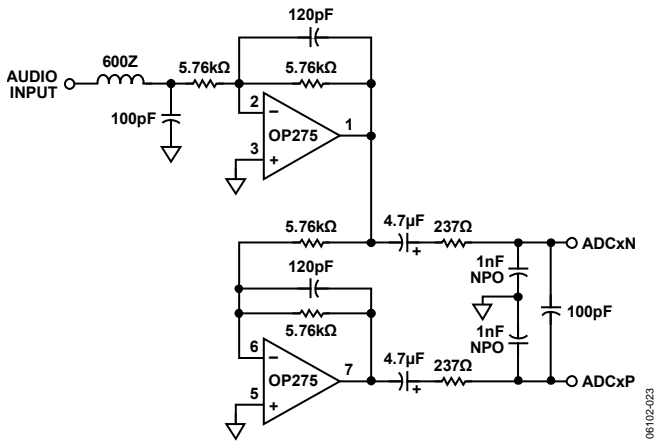 120pF
600Z
5.76kΩ
5.76kΩ
AUDIO
INPUT
100pF
2
−
OP275
1
3
+
5.76kΩ
4.7µF
237Ω
+
ADCxN
120pF
1nF
NPO
5.76kΩ
100pF
1nF
NPO
6
−
OP275
7
4.7µF
237Ω
+
ADCxP
5
+
06102-023